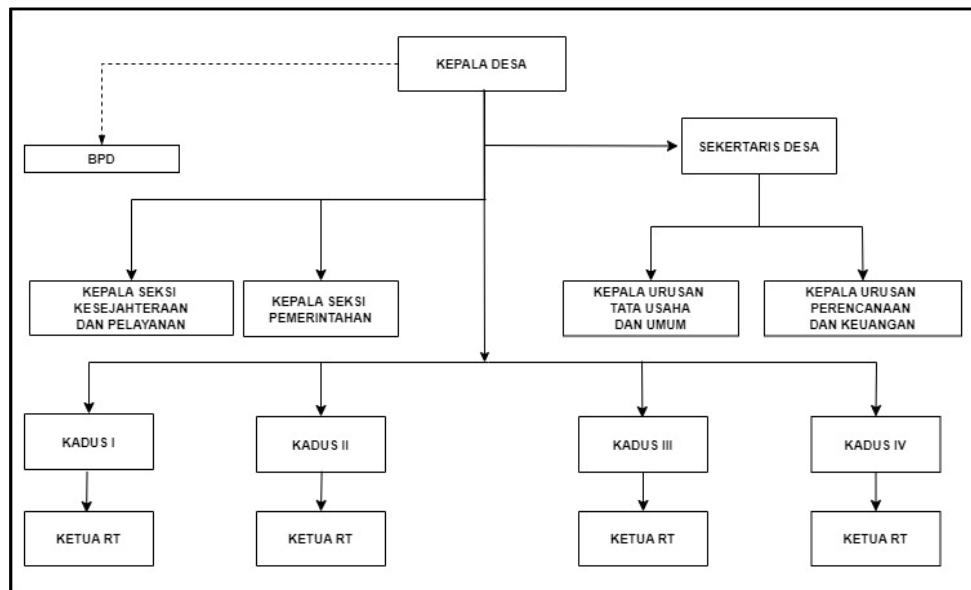 KEPALA DESA
BPD
SEKERTARIS DESA
KEPALA SEKSI
KESEJAHTERAAN
DAN PELAYANAN
KEPALA SEKSI
PEMERINTAHAN
KEPALA URUSAN
TATA USAHA
DAN UMUM
KEPALA URUSAN
PERENCANAAN
DAN KEUANGAN
KADUS I
KADUS II
KADUS III
KADUS IV
KETUA RT
KETUA RT
KETUA RT
KETUA RT